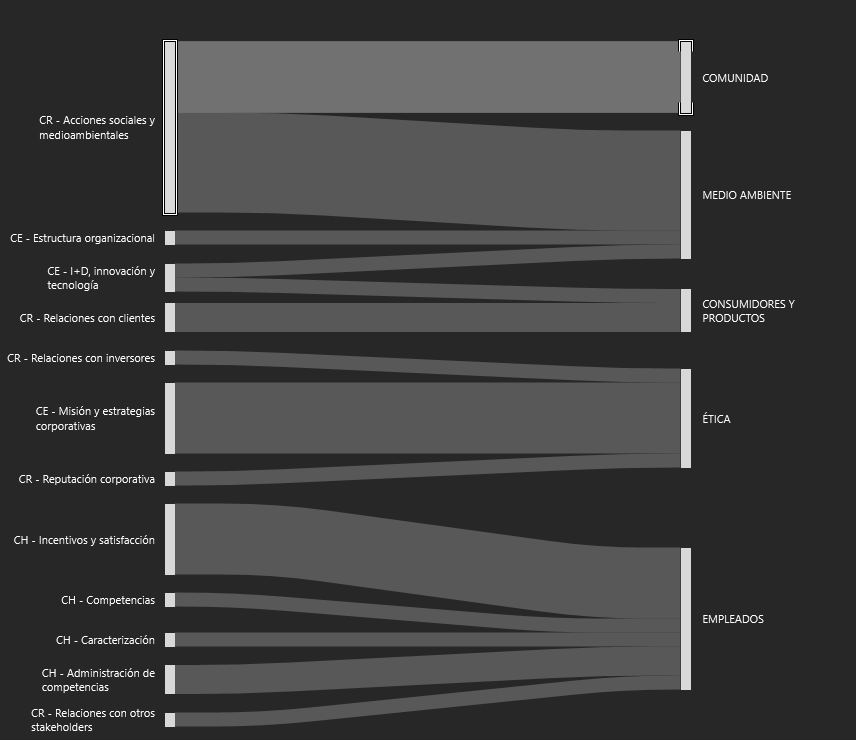 CR - Acciones sociales y
medioambientales
CE - Estructura organizacional
CE - I+D, innovación y
tecnología
CR - Relaciones con clientes
CR - Relaciones con inversores
CE - Misión y estrategias
corporativas
CR - Reputación corporativa
CH - Incentivos y satisfacción
CH - Competencias
CH - Caracterización
CH - Administración de
competencias
CR - Relaciones con otros
stakeholders
COMUNIDAD
MEDIO AMBIENTE
CONSUMIDORES Y
PRODUCTOS
ÉTICA
EMPLEADOS